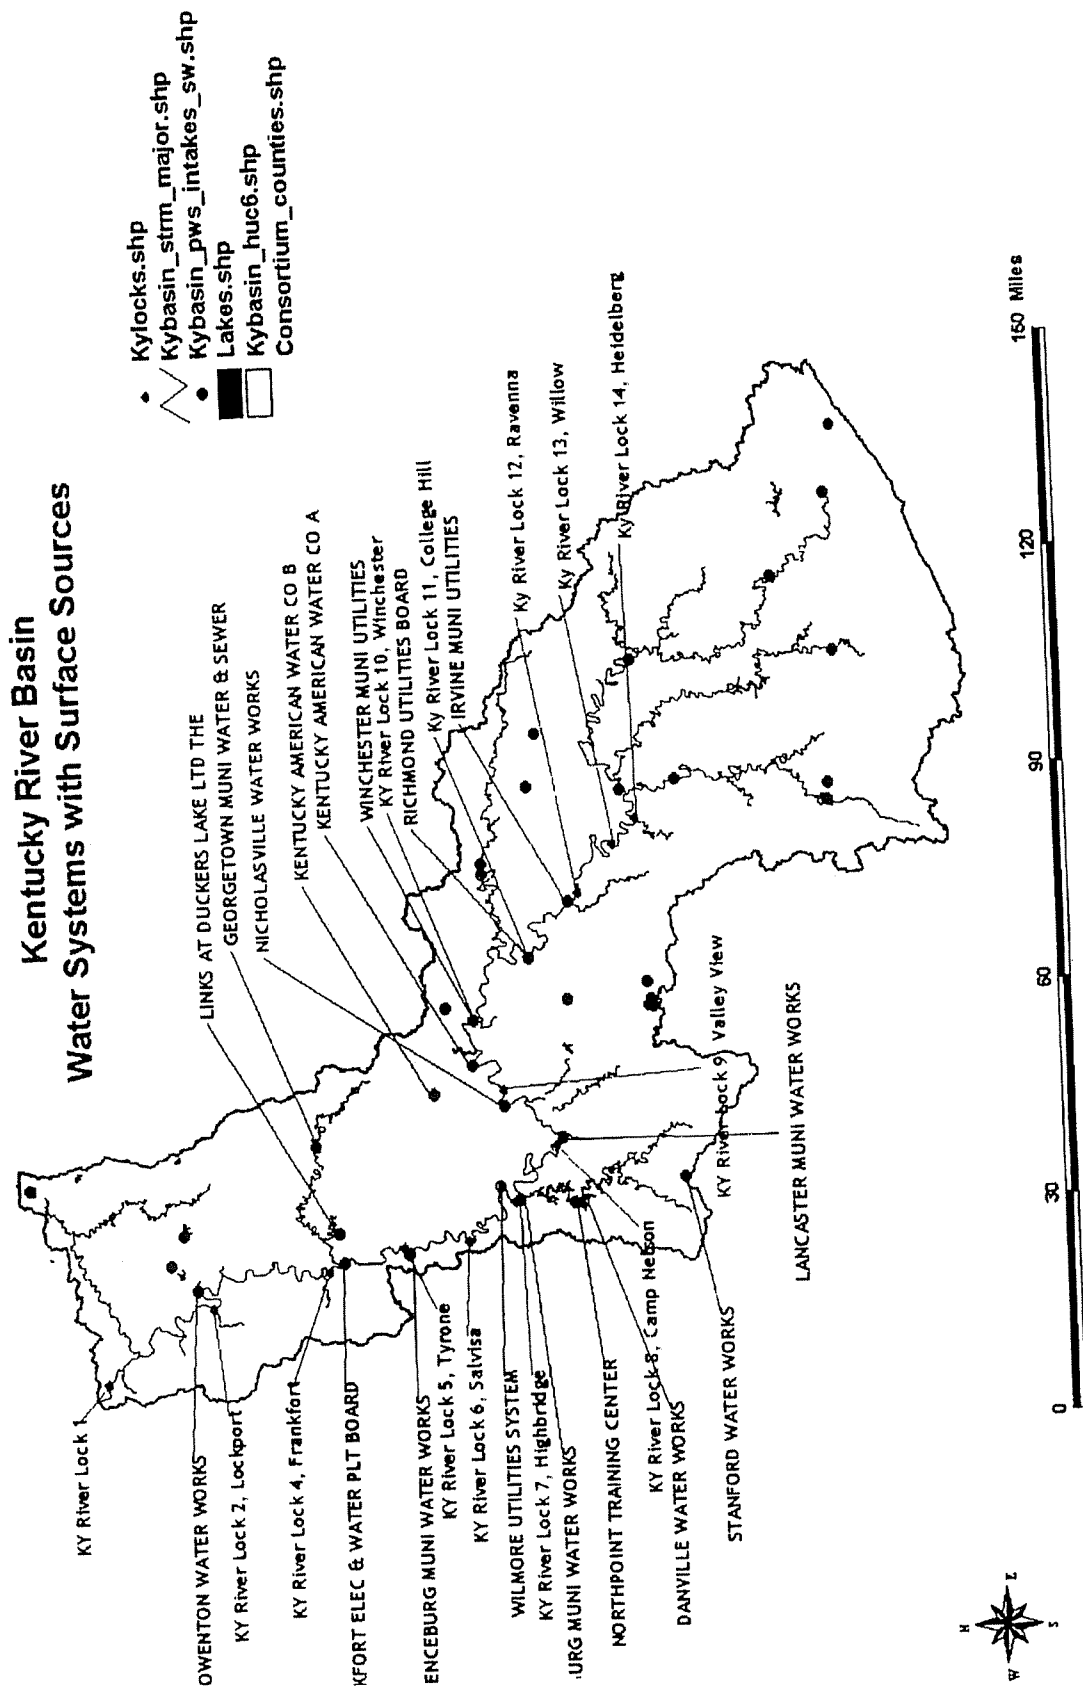 Kentucky River Basin
Water Systems with Surface Sources
Kylocks.shp
Kybasin_strm_major.shp
Kybasin_pws_intakes_sw.shp
Lakes.shp
Kybasin_huc6.shp
Consortium_counties.shp
LINKS AT DUCKERS LAKE LTD THE
GEORGETOWN MUNI WATER & SEWER
NICHOLASVILLE WATER WORKS
KENTUCKY AMERICAN WATER CO B
KENTUCKY AMERICAN WATER CO A
WINCHESTER MUNI UTILITIES
KY River Lock 10, Winchester
RICHMOND UTILITIES BOARD
Ky River Lock 11, College Hill
IRVINE MUNI UTILITIES
Ky River Lock 12, Ravenna
Ky River Lock 13, Willow
Ky River Lock 14, Heidelberg
KY River Lock 1
OWENTON WATER WORKS
KY River Lock 2, Lockport
KY River Lock 4, Frankfort
KFORT ELEC & WATER PLT BOARD
ENCEBURG MUNI WATER WORKS
KY River Lock 5, Tyrone
KY River Lock 6, Salvisa
WILMORE UTILITIES SYSTEM
KY River Lock 7, Highbridge
URG MUNI WATER WORKS
NORTHPOINT TRAINING CENTER
KY River Lock 8, Camp Nelson
DANVILLE WATER WORKS
STANFORD WATER WORKS
KY River Lock 9, Valley View
LANCASTER MUNI WATER WORKS
0 30 60 90 120 150 Miles
W S